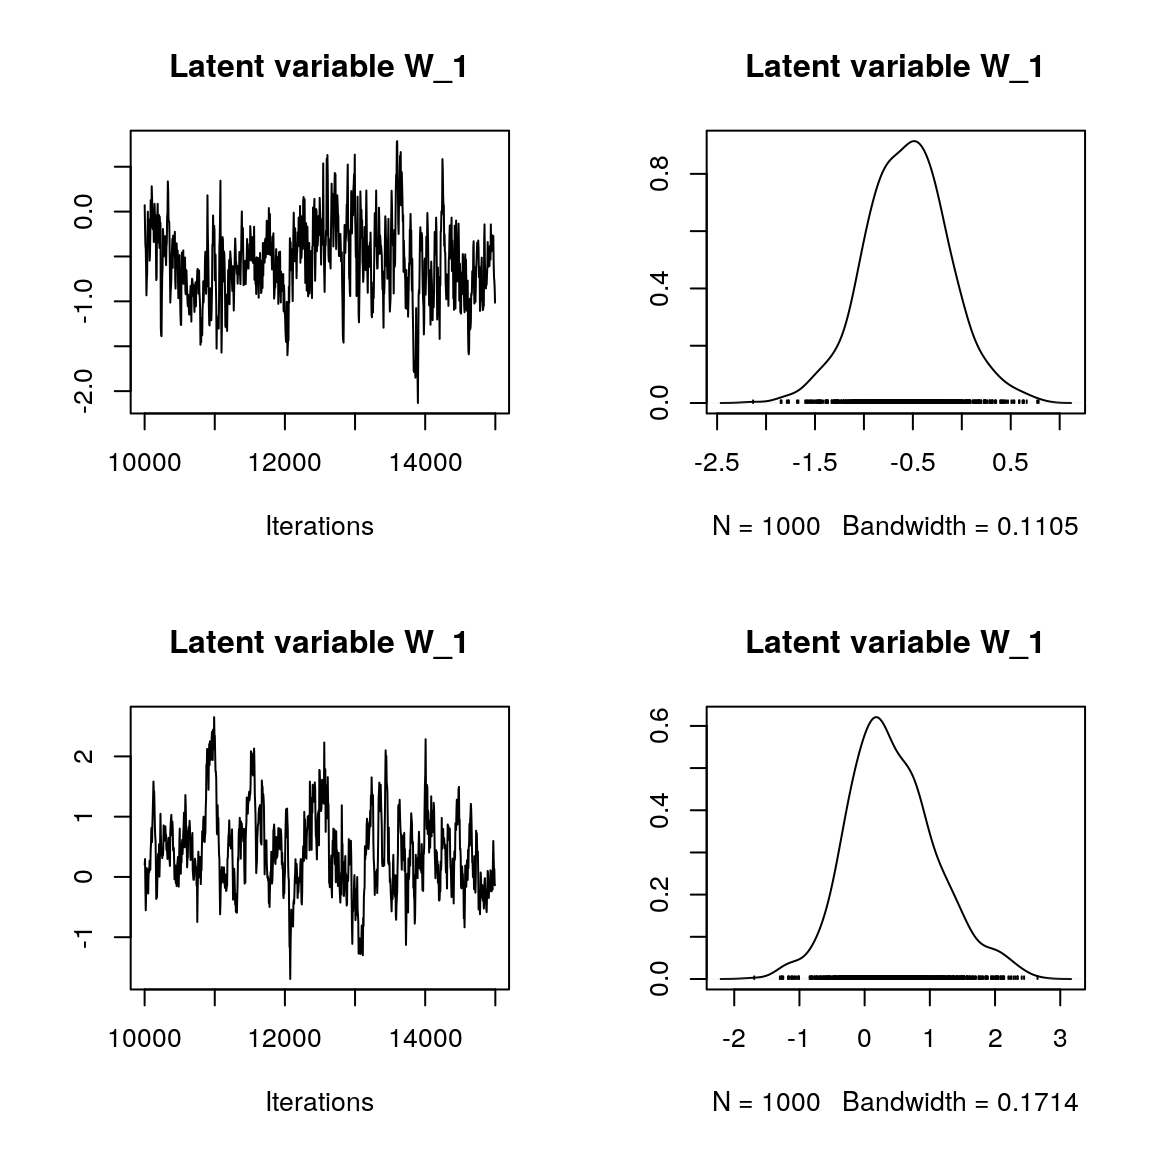 Latent variable W_1
0.0
-1.0
-2.0
10000 12000 14000
Iterations
Latent variable W_1
0.8
0.4
0.0
-2.5 -1.5 -0.5 0.5
N = 1000 Bandwidth = 0.1105
Latent variable W_1
2
1
0
-1
10000 12000 14000
Iterations
Latent variable W_1
0.6
0.4
0.2
0.0
-2 -1 0 1 2 3
N = 1000 Bandwidth = 0.1714